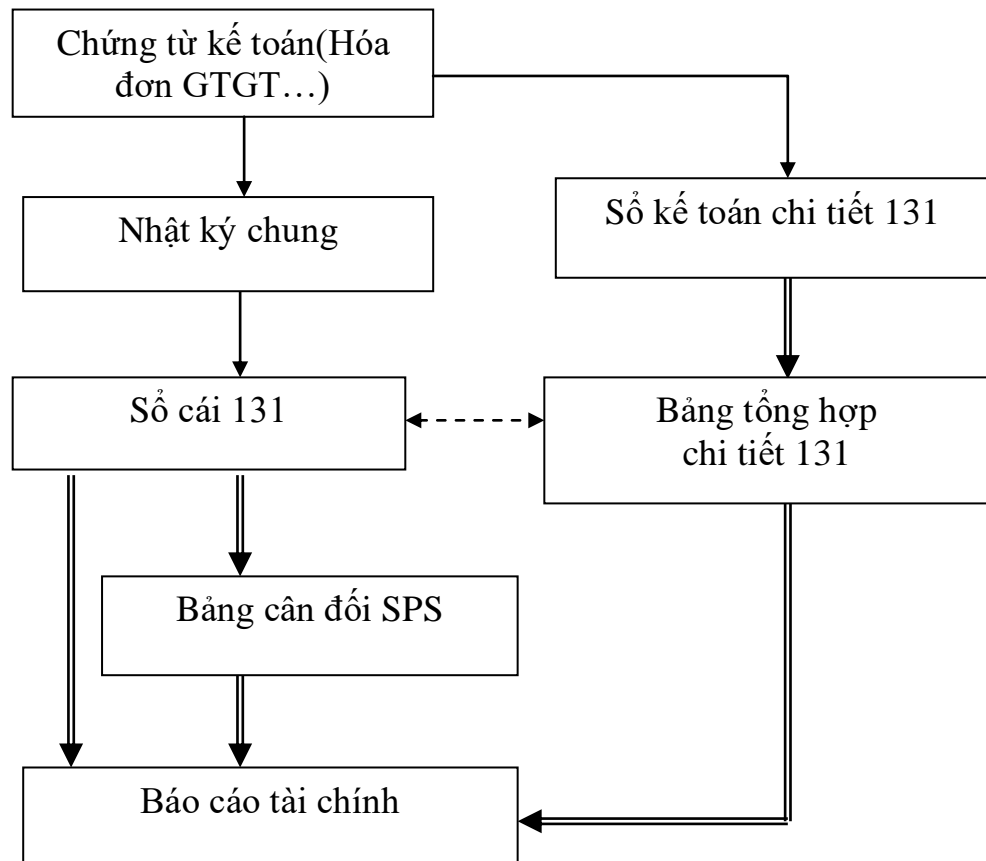 Chứng từ kế toán(Hóa
đơn GTGT…)
Sổ kế toán chi tiết 131
Nhật ký chung
Sổ cái 131
Bảng tổng hợp
chi tiết 131
Bảng cân đối SPS
Báo cáo tài chính